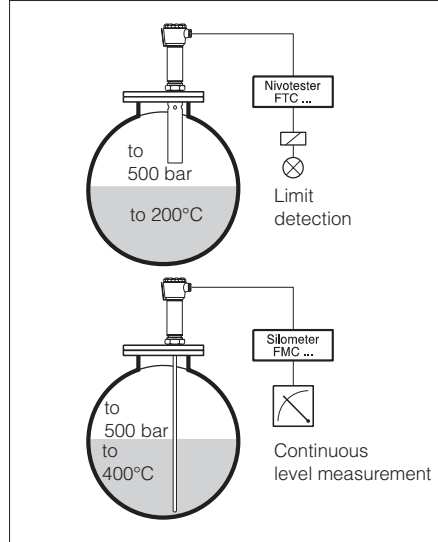 Nivotester
FTC ...
to
500 bar
to 200°C
Limit
detection
Silometer
FMC ...
to
500 bar
to
400°C
Continuous
level measurement